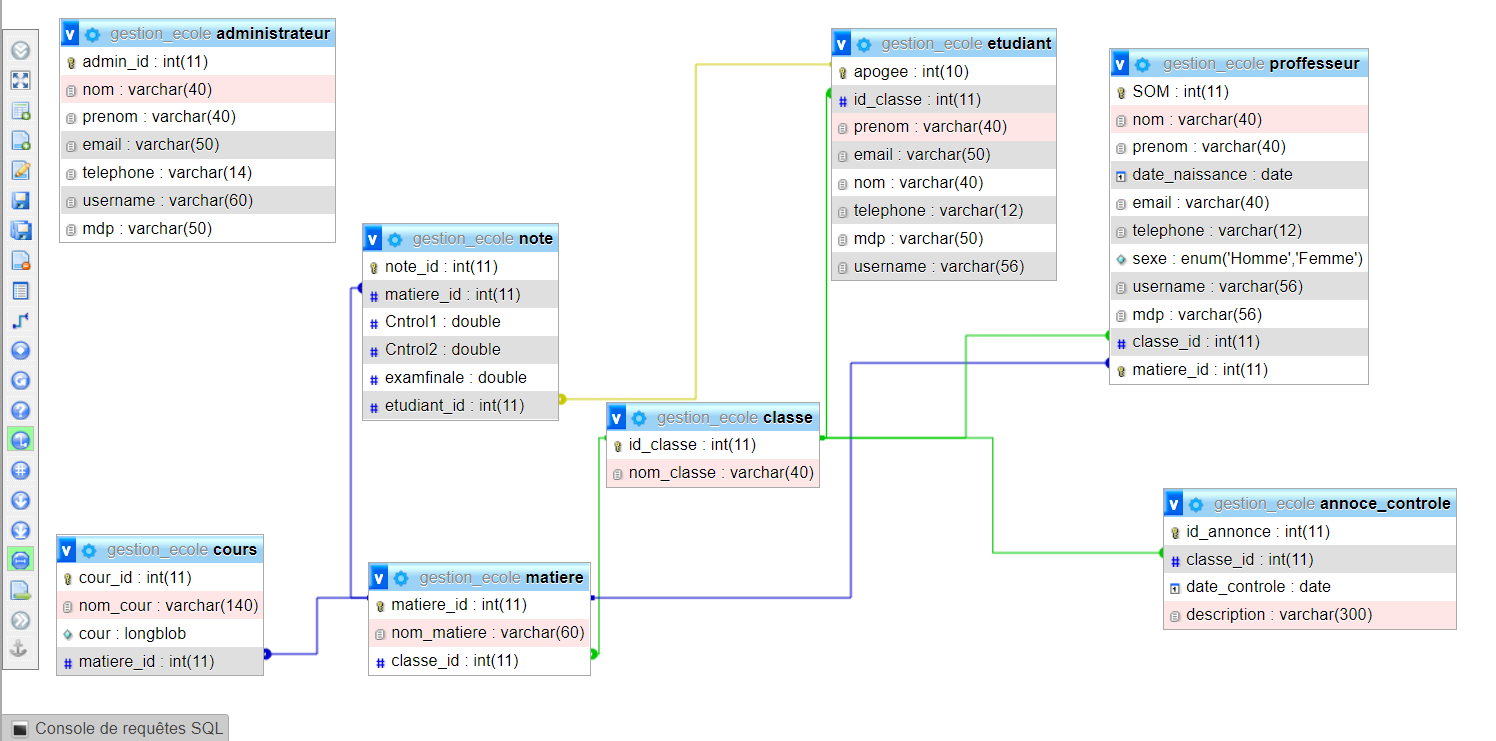 gestion_ecole administrateur
admin_id : int(11)
nom : varchar(40)
prenom : varchar(40)
email : varchar(50)
telephone : varchar(14)
username : varchar(60)
mdp : varchar(50)
gestion_ecole etudiant
apogee : int(10)
id_classe : int(11)
prenom : varchar(40)
email : varchar(50)
nom : varchar(40)
telephone : varchar(12)
mdp : varchar(50)
username : varchar(56)
gestion_ecole proffesseur
SOM : int(11)
nom : varchar(40)
prenom : varchar(40)
date_naissance : date
email : varchar(40)
telephone : varchar(12)
sexe : enum('Homme','Femme')
username : varchar(56)
mdp : varchar(56)
classe_id : int(11)
matiere_id : int(11)
gestion_ecole note
note_id : int(11)
matiere_id : int(11)
Cntrol1 : double
Cntrol2 : double
examfinale : double
etudiant_id : int(11)
gestion_ecole classe
id_classe : int(11)
nom_classe : varchar(40)
gestion_ecole annoce_controle
id_annonce : int(11)
classe_id : int(11)
date_controle : date
description : varchar(300)
gestion_ecole cours
cour_id : int(11)
nom_cour : varchar(140)
cour : longblob
matiere_id : int(11)
gestion_ecole matiere
matiere_id : int(11)
nom_matiere : varchar(60)
classe_id : int(11)
Console de requêtes SQL